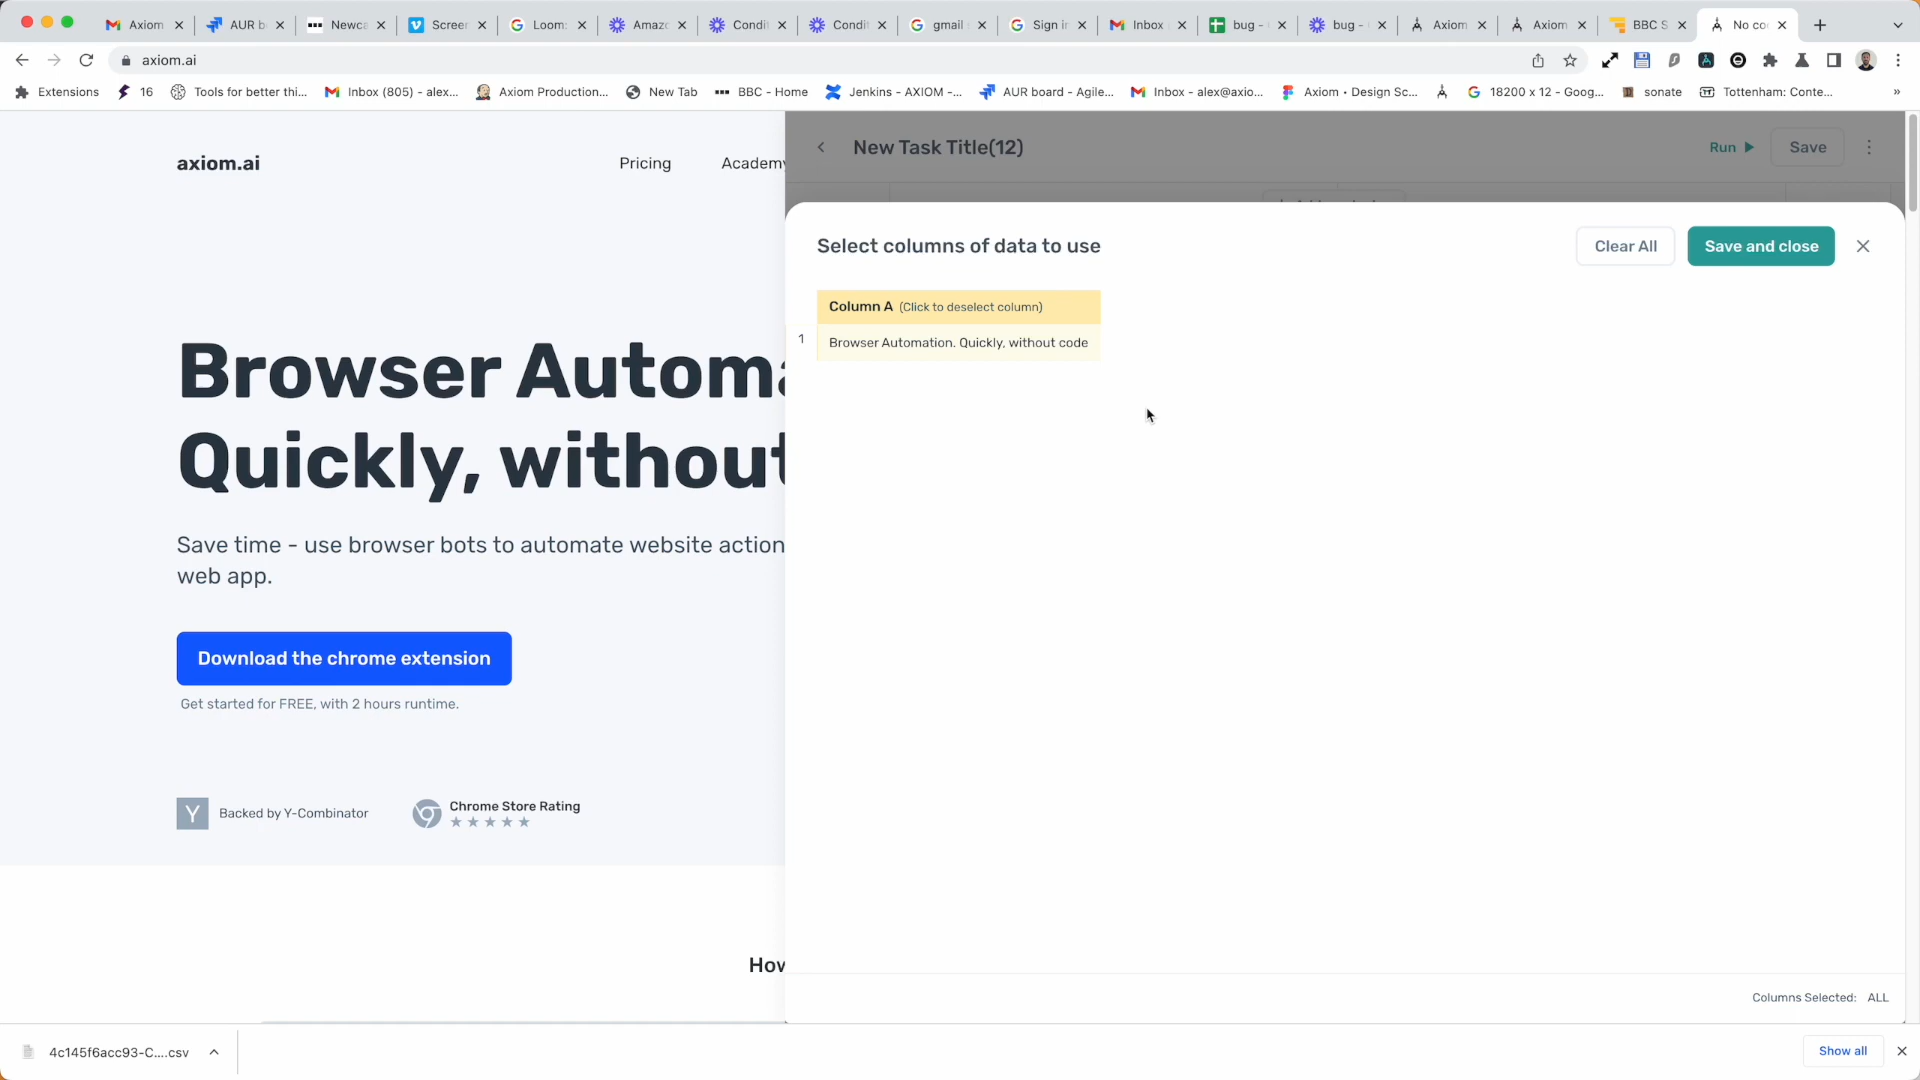 Axiom
AUR b
Newca
Screer
Loom:
Amazo
Condit
Condit
gmail
Sign ir
Inbox
bug -
bug -
Axiom
Axiom
BBC S
No co
axiom.ai
Extensions
16
Tools for better thi...
Inbox (805) - alex...
Axiom Production...
New Tab
BBC - Home
Jenkins - AXIOM -...
AUR board - Agile...
Inbox - alex@axio...
Axiom • Design Sc...
18200 x 12 - Goog...
sonate
Tottenham: Conte...
»
axiom.ai
Pricing
Academy
New Task Title(12)
Run
Save
Select columns of data to use
Clear All
Save and close
Column A (Click to deselect column)
1
Browser Automation. Quickly, without code
Browser Automa
Quickly, without
Save time - use browser bots to automate website action
web app.
Download the chrome extension
Get started for FREE, with 2 hours runtime.
Y
Backed by Y-Combinator
Chrome Store Rating
★★★★★
How
Columns Selected: ALL
4c145f6acc93-C....csv
Show all